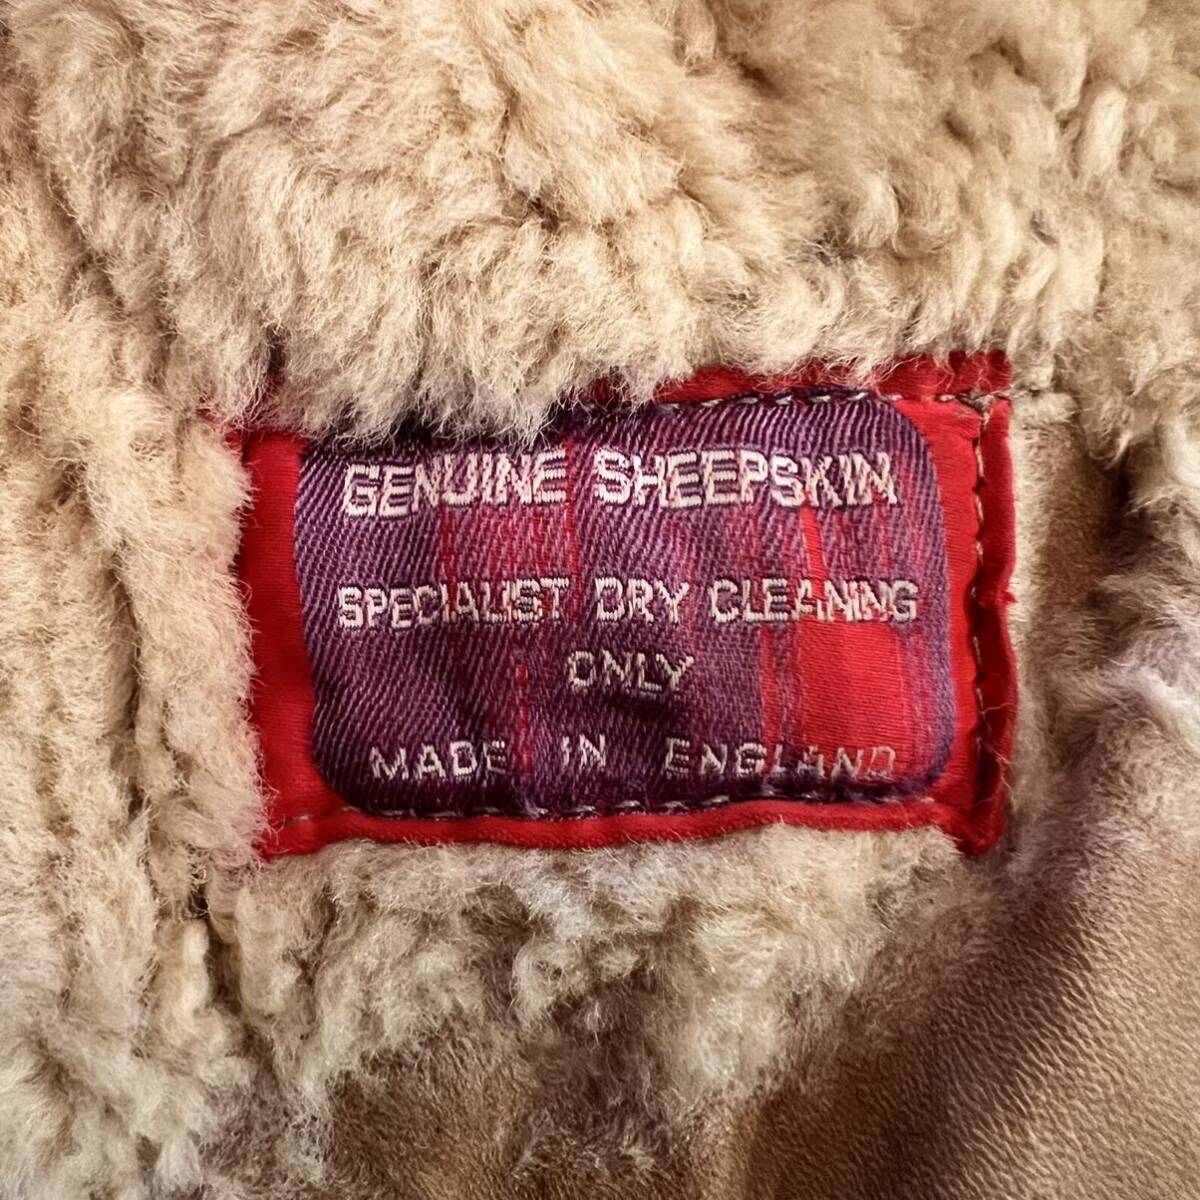 GENUINE SHEEPSKIN
SPECIALIST DRY CLEANING
ONLY
MADE IN ENGLAND